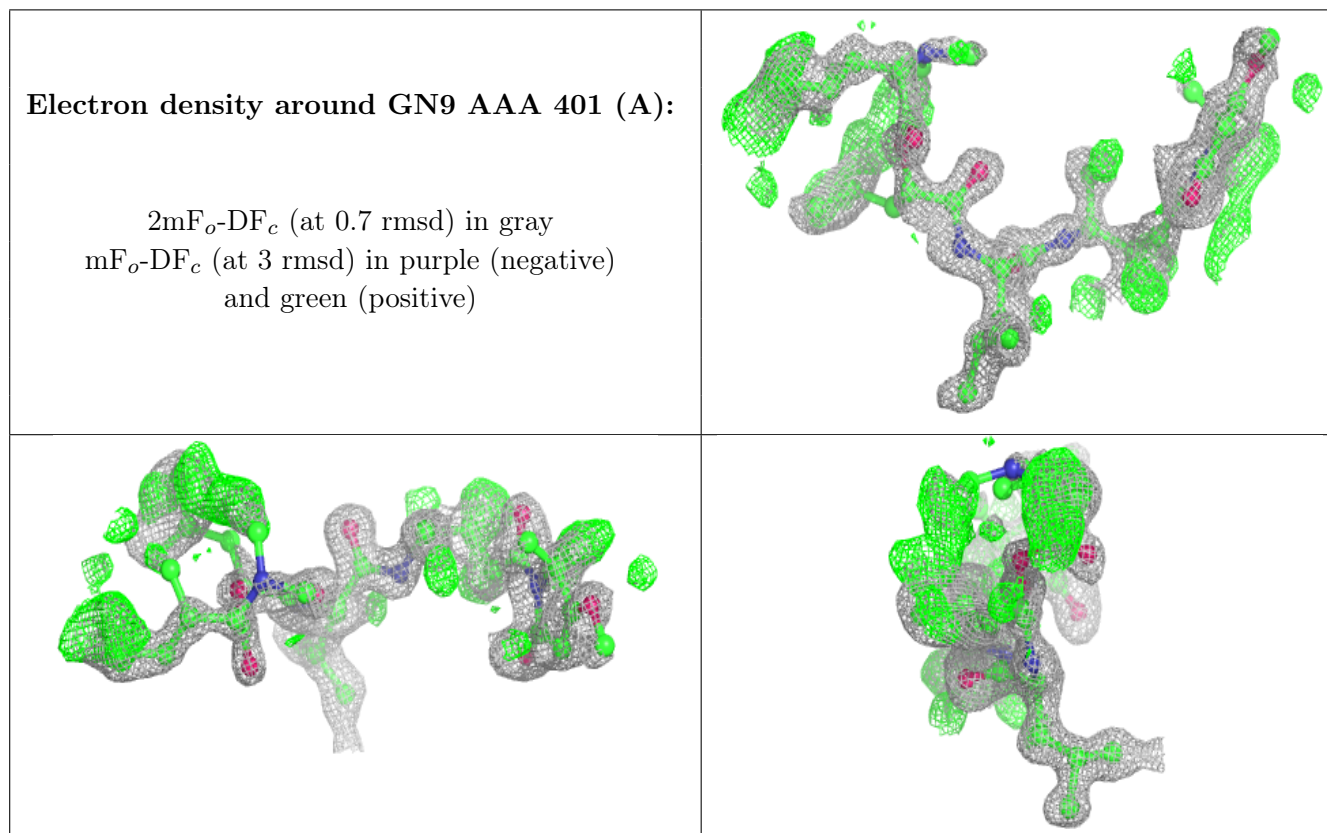 Electron density around GN9 AAA 401 (A):
2mFo-DFc (at 0.7 rmsd) in gray
mFo-DFc (at 3 rmsd) in purple (negative)
and green (positive)